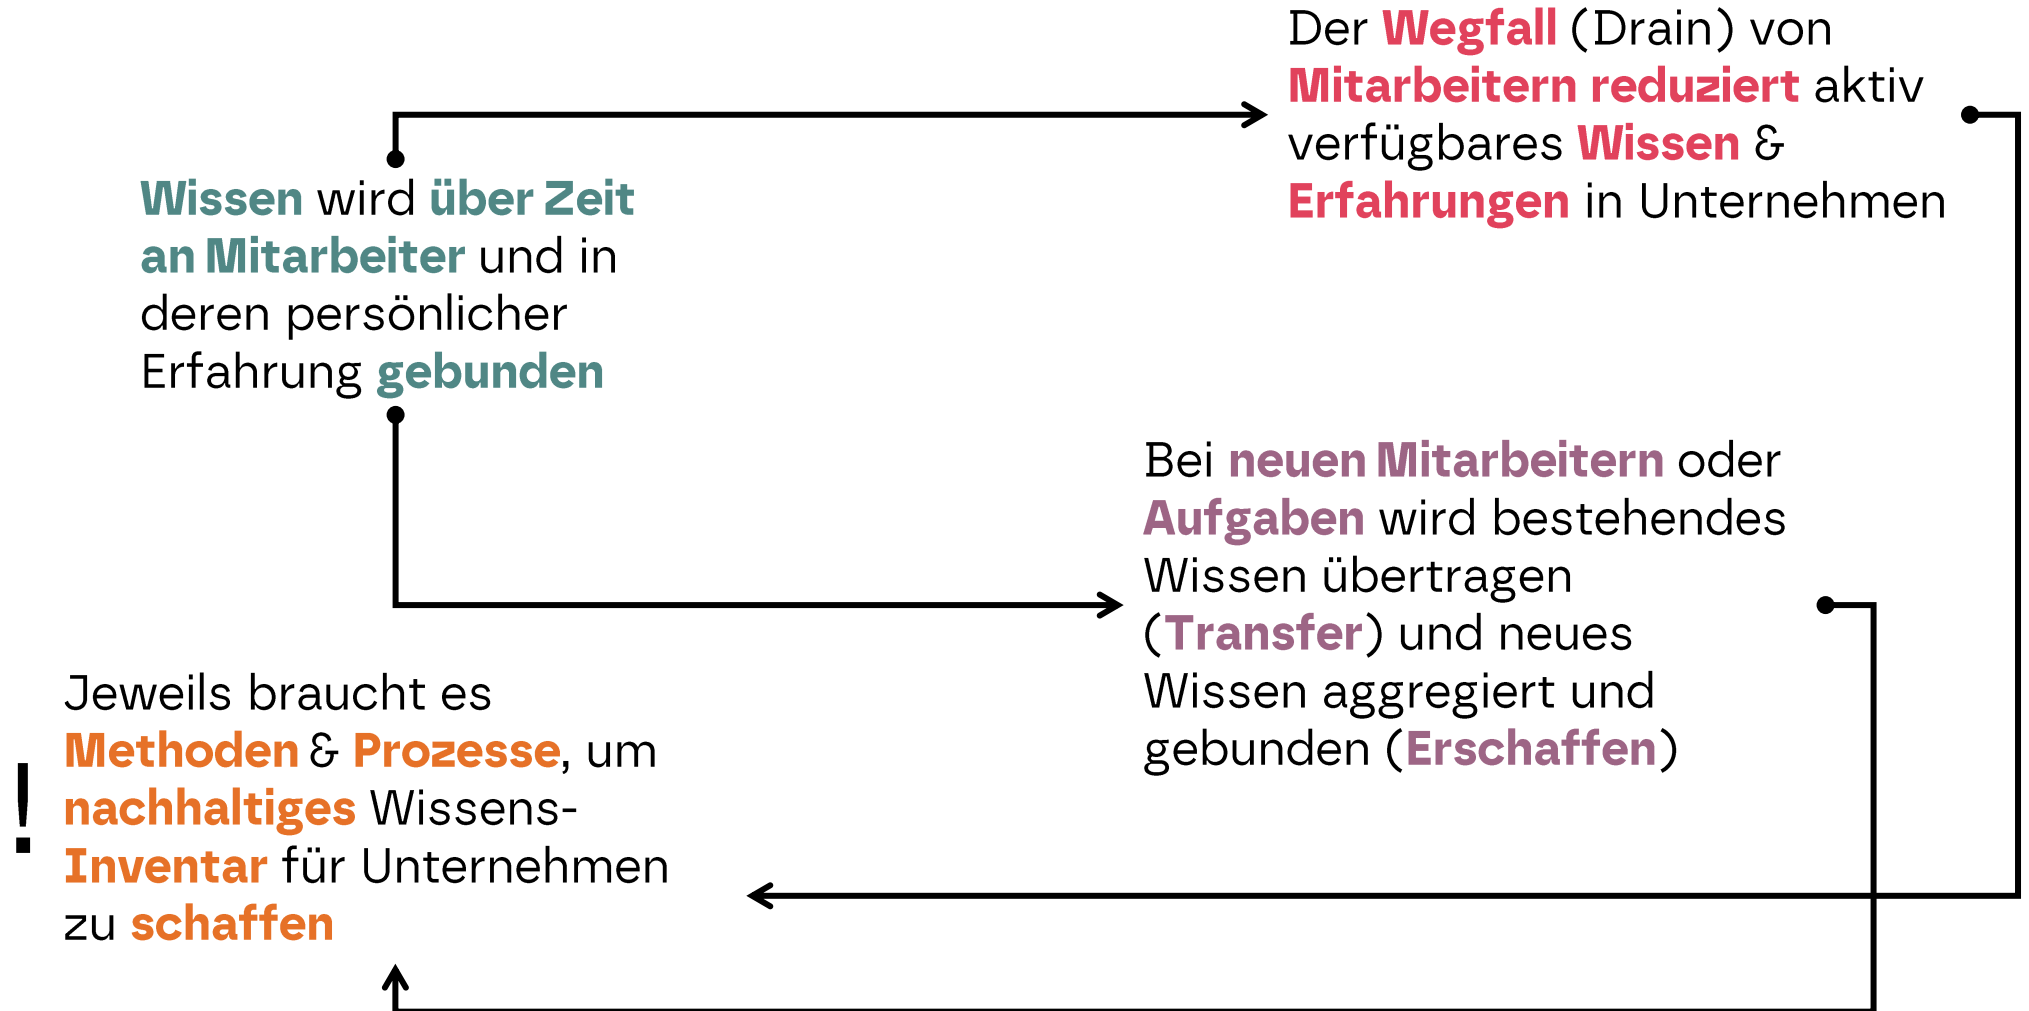 Der Wegfall (Drain) von
Mitarbeitern reduziert aktiv
verfügbares Wissen &
Erfahrungen in Unternehmen
Wissen wird über Zeit
an Mitarbeiter und in
deren persönlicher
Erfahrung gebunden
Bei neuen Mitarbeitern oder
Aufgaben wird bestehendes
Wissen übertragen
(Transfer) und neues
Wissen aggregiert und
gebunden (Erschaffen)
!
Jeweils braucht es
Methoden & Prozesse, um
nachhaltiges Wissens-
Inventar für Unternehmen
zu schaffen